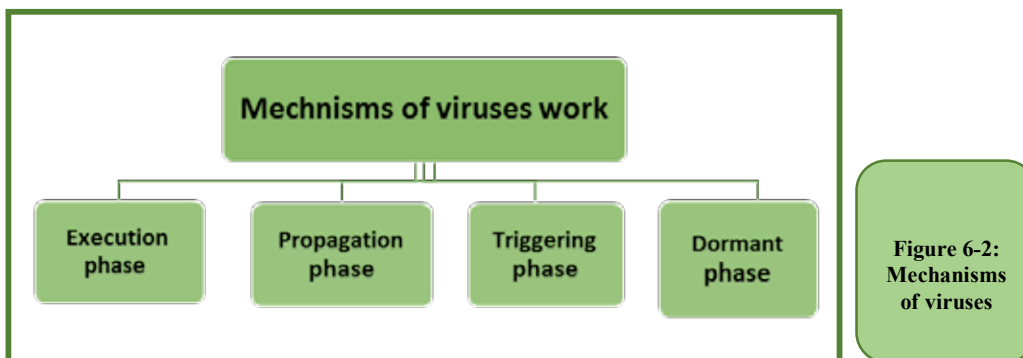 Mechnisms of viruses work
Execution
phase
Propagation
phase
Triggering
phase
Dormant
phase
Figure 6-2:
Mechanisms
of viruses